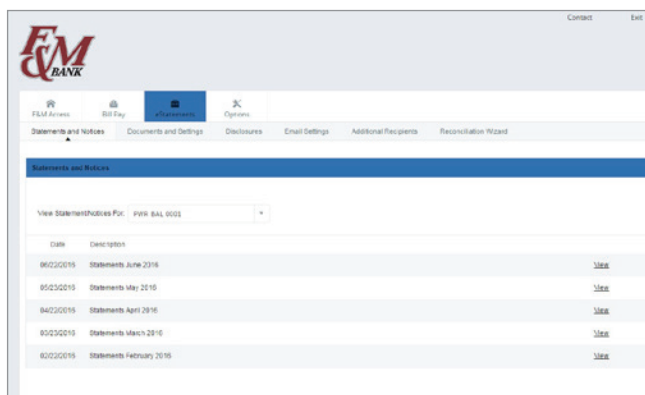 Contact Exit
F&M
BANK
F&M Access Bill Pay eStatements Options
Statements and Notices Documents and Settings Disclosures Email Settings Additional Recipients Reconciliation Wizard
Statements and Notices
View Statement/Notices For: PWR BAL 0001
Date Description
06/22/2016 Statements June 2016 View
05/23/2016 Statements May 2016 View
04/22/2016 Statements April 2016 View
03/23/2016 Statements March 2016 View
02/22/2016 Statements February 2016 View